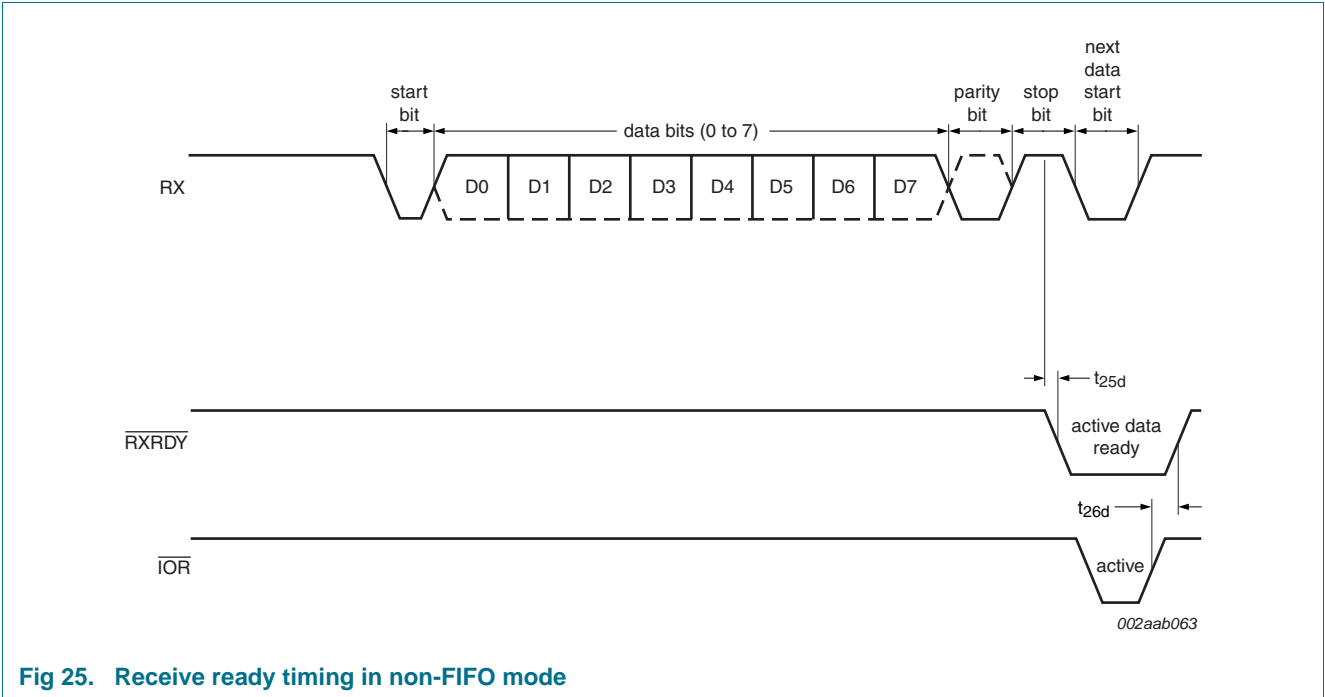 start
bit
data bits (0 to 7)
parity
bit
stop
bit
next
data
start
bit
RX
D0 D1 D2 D3 D4 D5 D6 D7
t25d
RXRDY
active data
ready
t26d
IOR
active
002aab063
Fig 25. Receive ready timing in non-FIFO mode